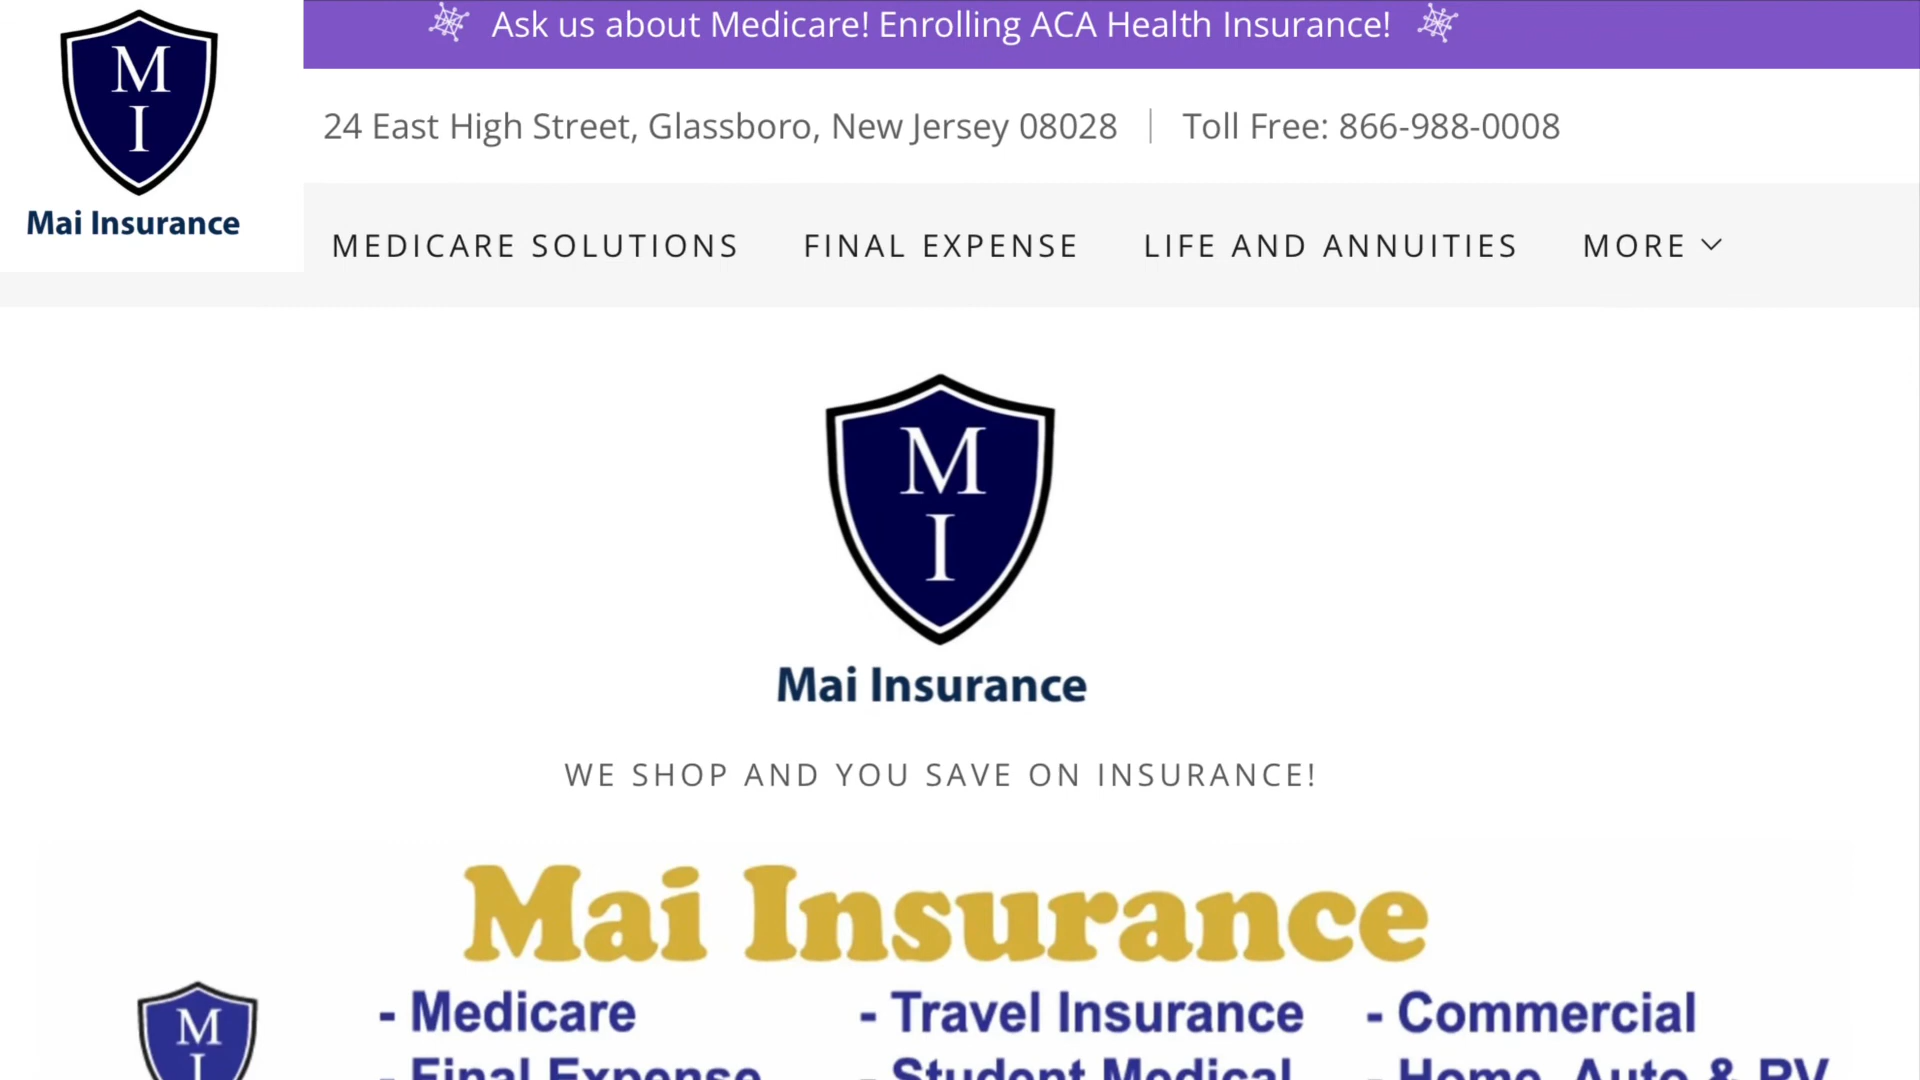 M
I
Mai Insurance
Ask us about Medicare! Enrolling ACA Health Insurance!
24 East High Street, Glassboro, New Jersey 08028 | Toll Free: 866-988-0008
MEDICARE SOLUTIONS FINAL EXPENSE LIFE AND ANNUITIES MORE
M
I
Mai Insurance
WE SHOP AND YOU SAVE ON INSURANCE!
Mai Insurance
M
I
- Medicare - Travel Insurance - Commercial
- Final Expense - Student Medical - Home, Auto & RV